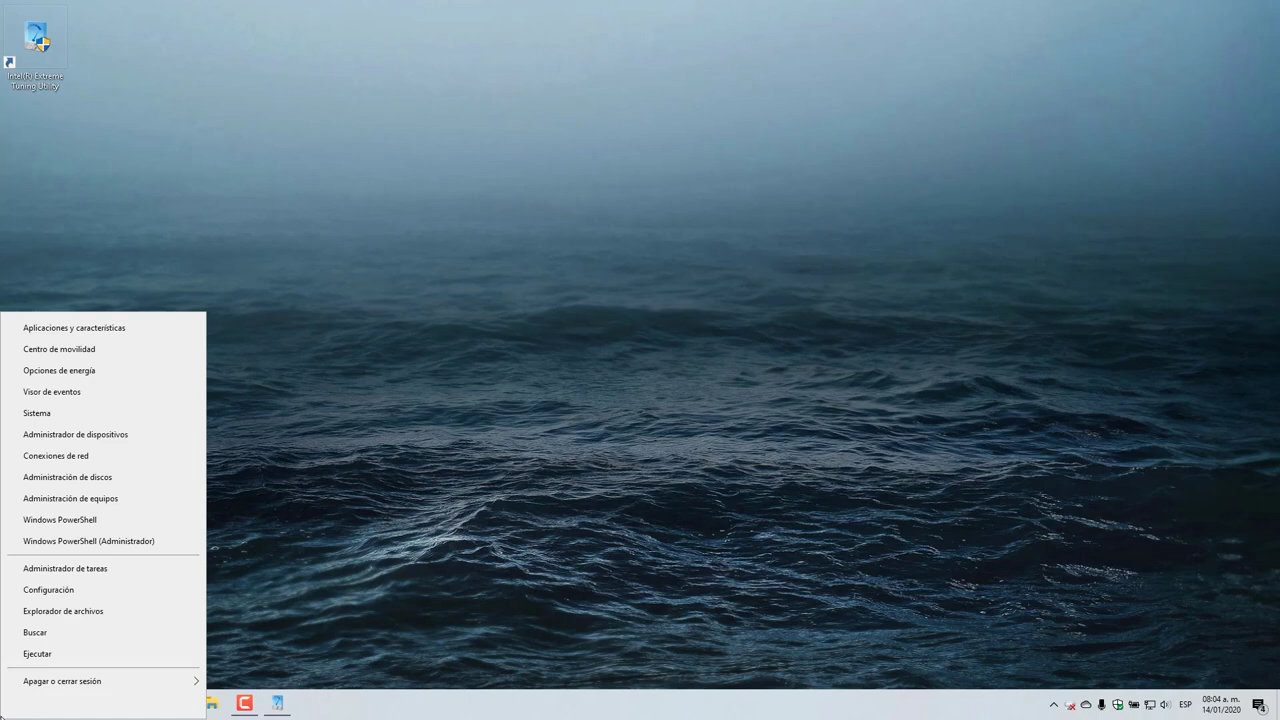 Intel(R) Extreme
Tuning Utility
Aplicaciones y características
Centro de movilidad
Opciones de energía
Visor de eventos
Sistema
Administrador de dispositivos
Conexiones de red
Administración de discos
Administración de equipos
Windows PowerShell
Windows PowerShell (Administrador)
Administrador de tareas
Configuración
Explorador de archivos
Buscar
Ejecutar
Apagar o cerrar sesión
ESP
08:04 a. m.
14/01/2020
4